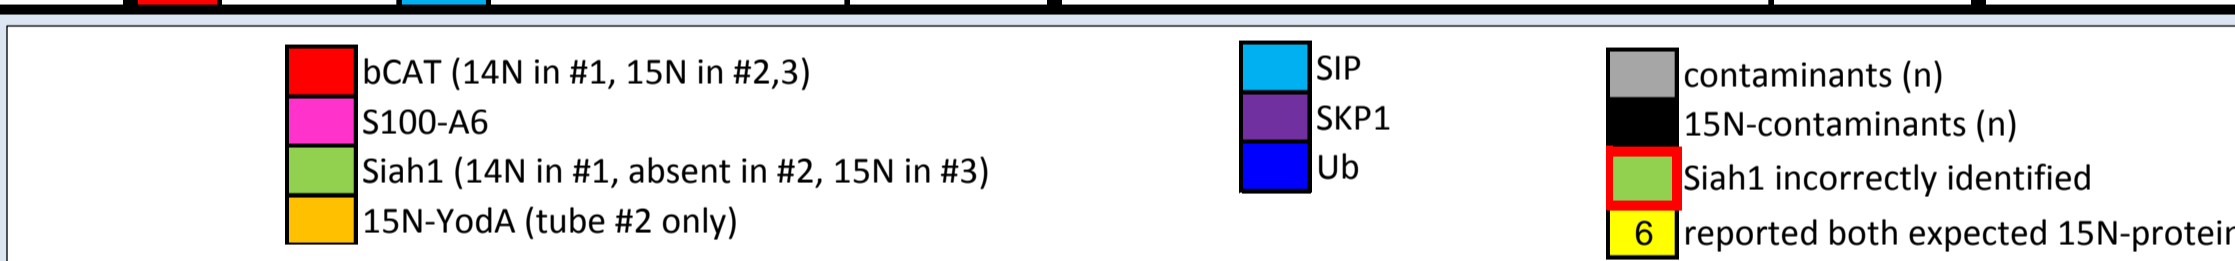 bCAT (14N in #1, 15N in #2,3)
S100-A6
Siah1 (14N in #1, absent in #2, 15N in #3)
15N-YodA (tube #2 only)
SIP
SKP1
Ub
contaminants (n)
15N-contaminants (n)
Siah1 incorrectly identified
6 reported both expected 15N-protein